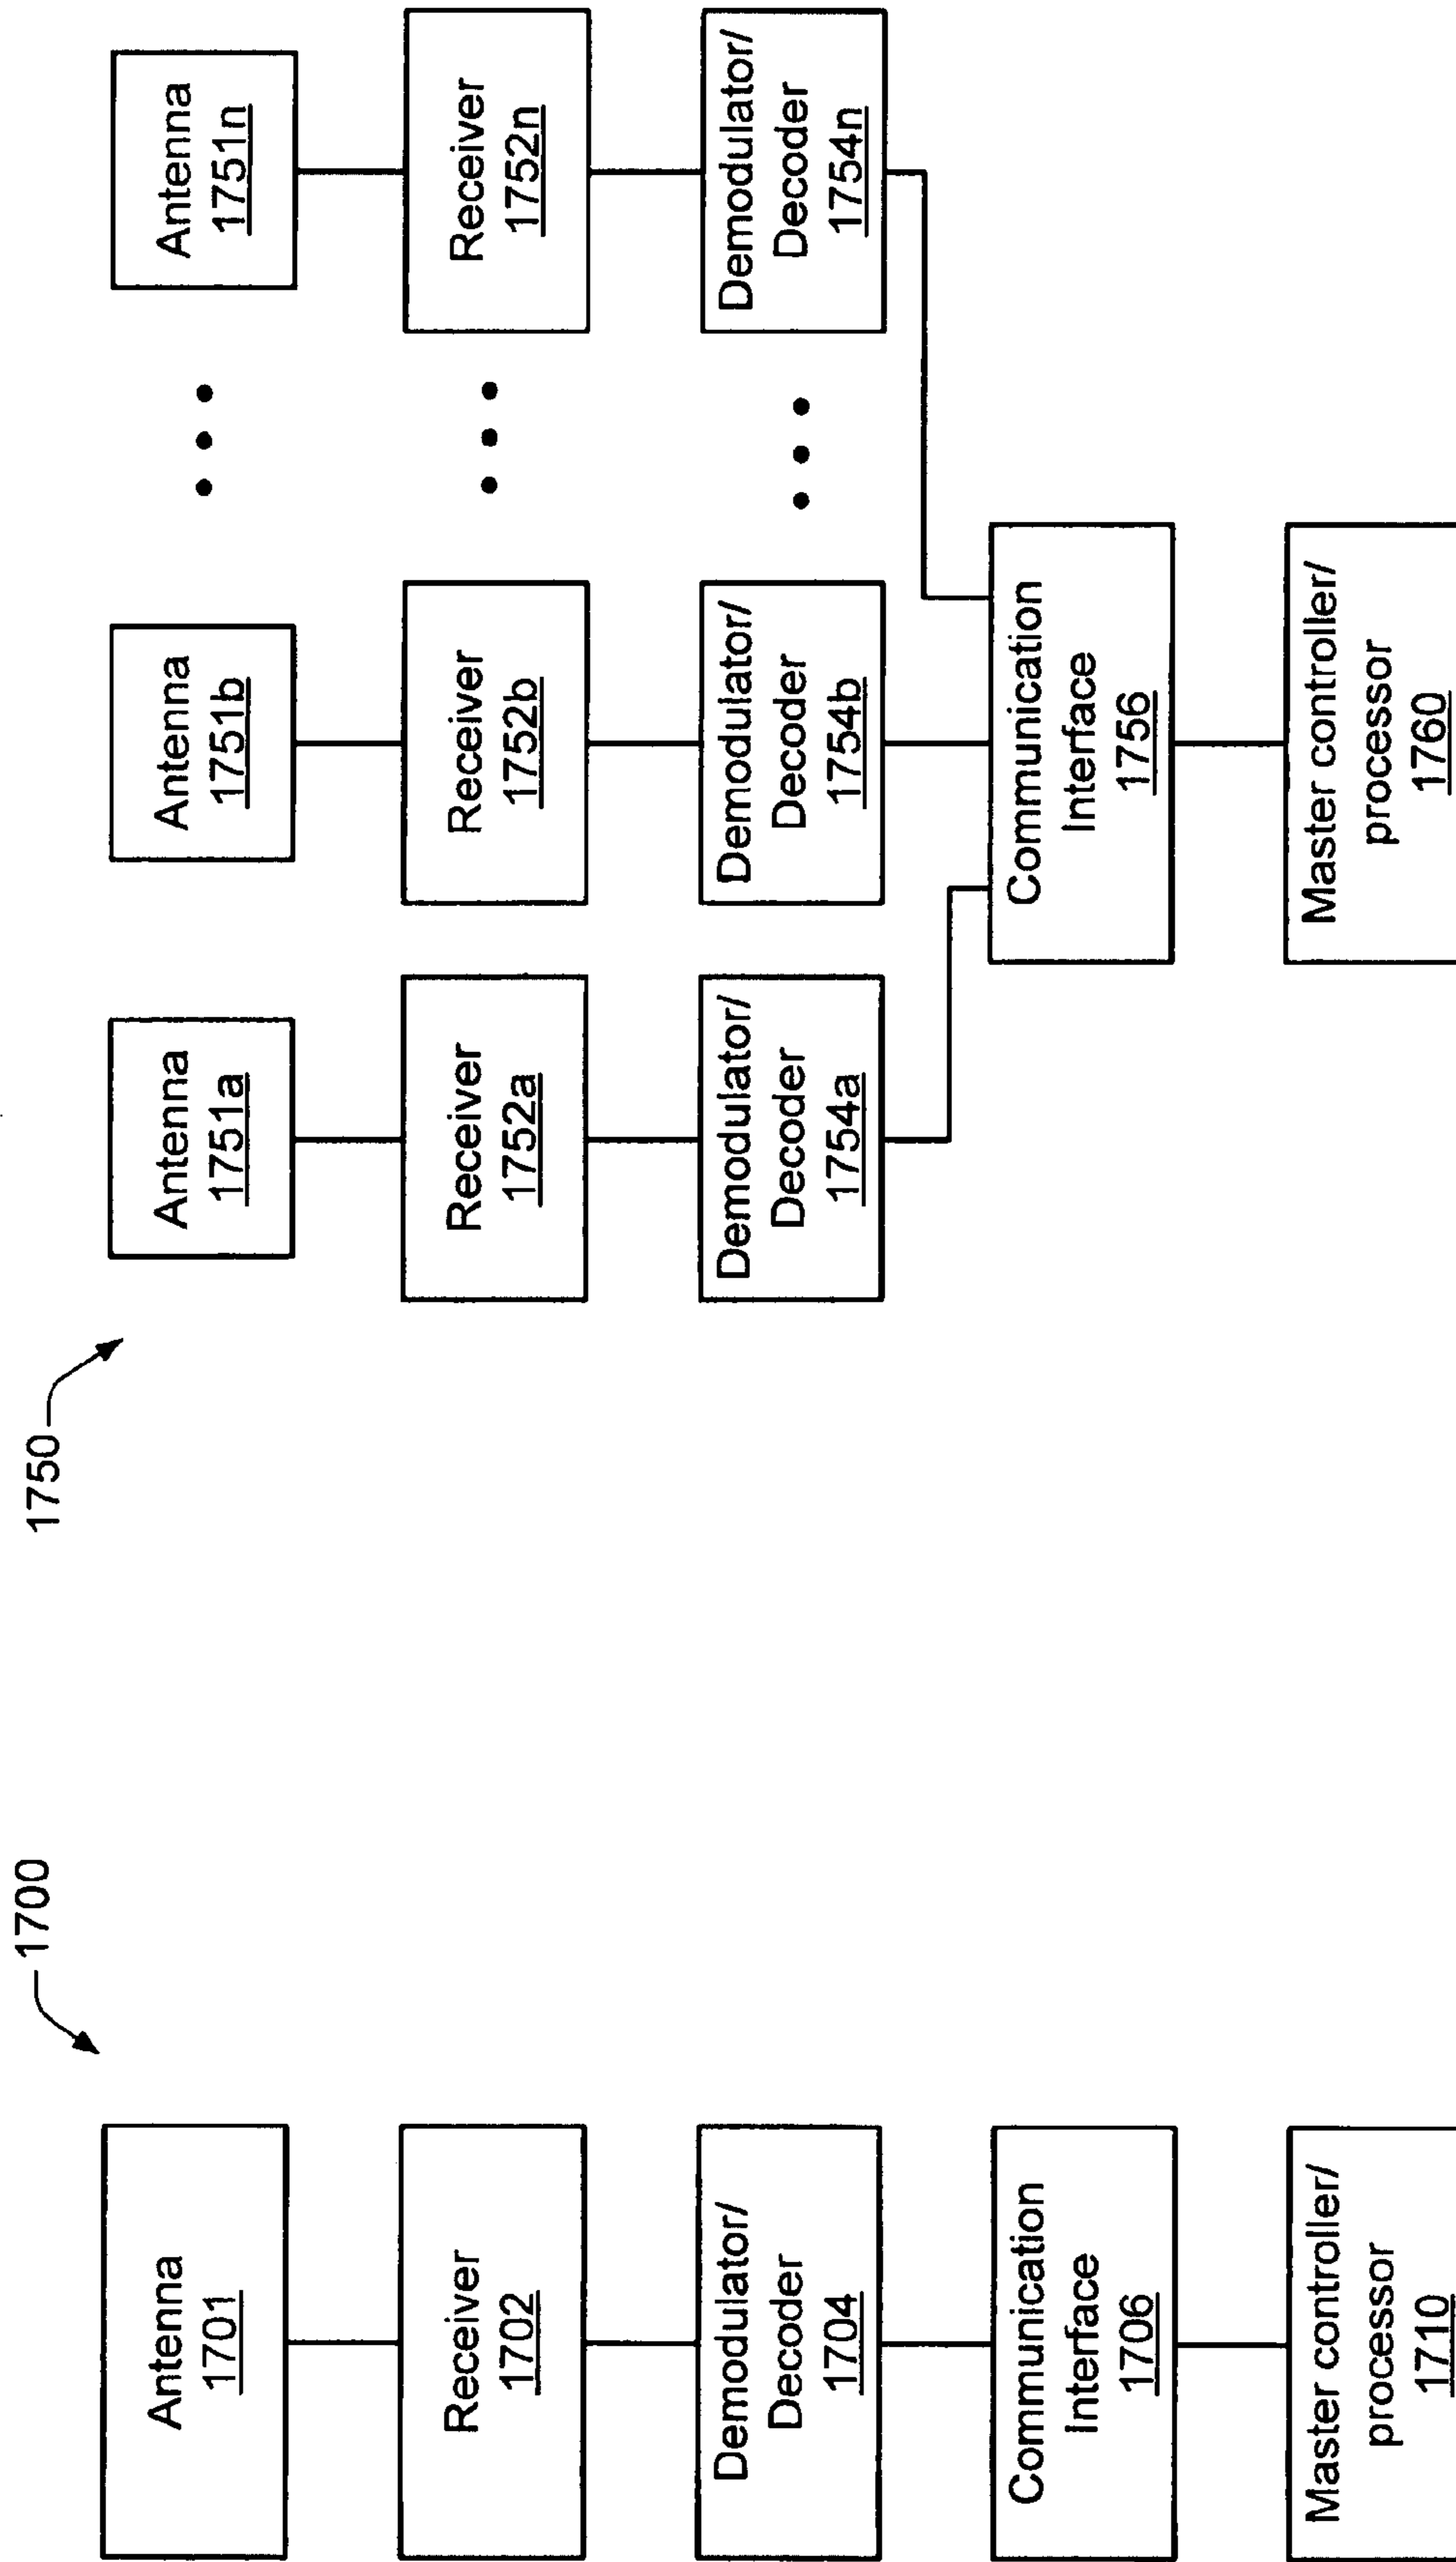 1700
Antenna
1701
Receiver
1702
Demodulator/
Decoder
1704
Communication
Interface
1706
Master controller/
processor
1710
1750
Antenna
1751a
Antenna
1751b
Antenna
1751n
Receiver
1752a
Receiver
1752b
Receiver
1752n
Demodulator/
Decoder
1754a
Demodulator/
Decoder
1754b
Demodulator/
Decoder
1754n
Communication
Interface
1756
Master controller/
processor
1760